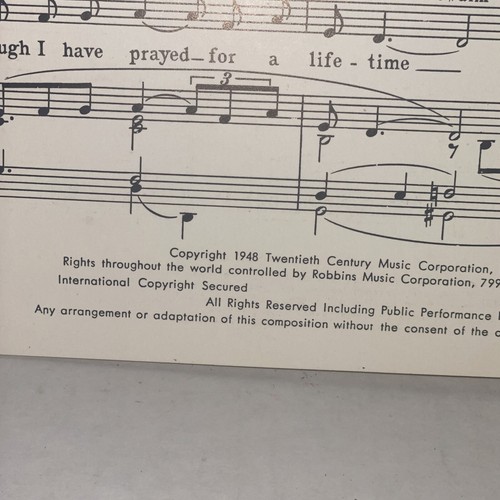 ugh I have prayed_ for a life - time
3
Copyright 1948 Twentieth Century Music Corporation,
Rights throughout the world controlled by Robbins Music Corporation, 799
International Copyright Secured
All Rights Reserved Including Public Performance
Any arrangement or adaptation of this composition without the consent of the